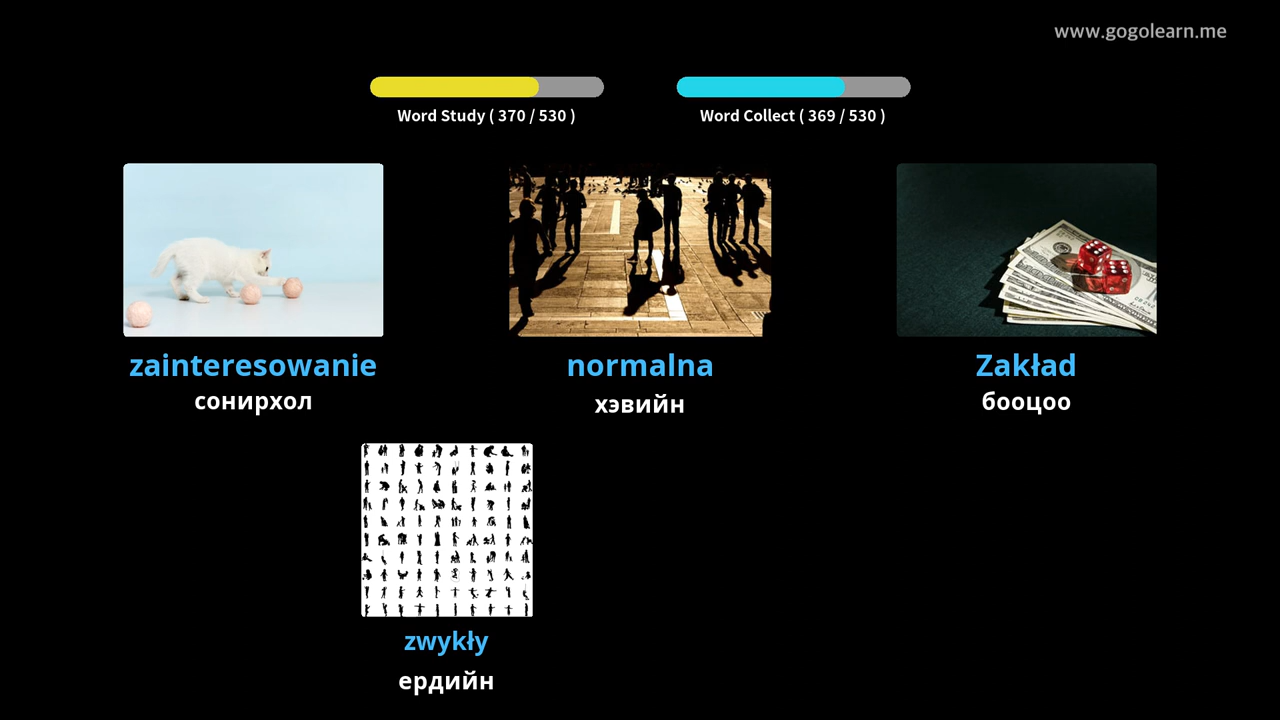 www.gogolearn.me
Word Study ( 370 / 530 )
Word Collect ( 369 / 530 )
zainteresowanie
сонирхол
normalna
хэвийн
Zakład
бооцоо
zwykły
ердийн